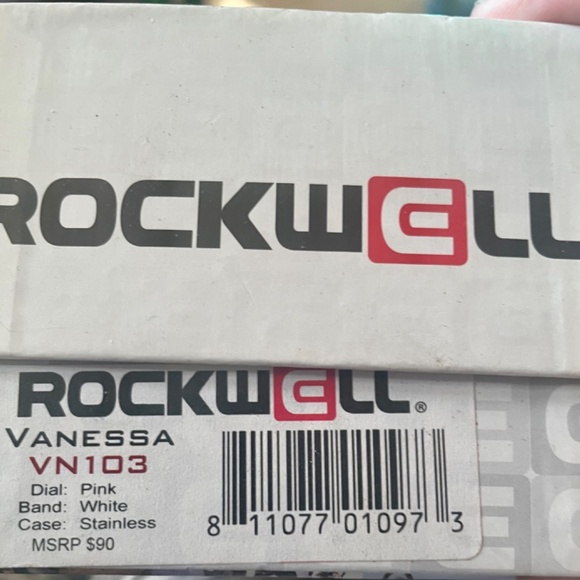 ROCKWELL
ROCKWELL®
VANESSA
VN103
Dial: Pink
Band: White
Case: Stainless
MSRP $90
8 11077 01097 3